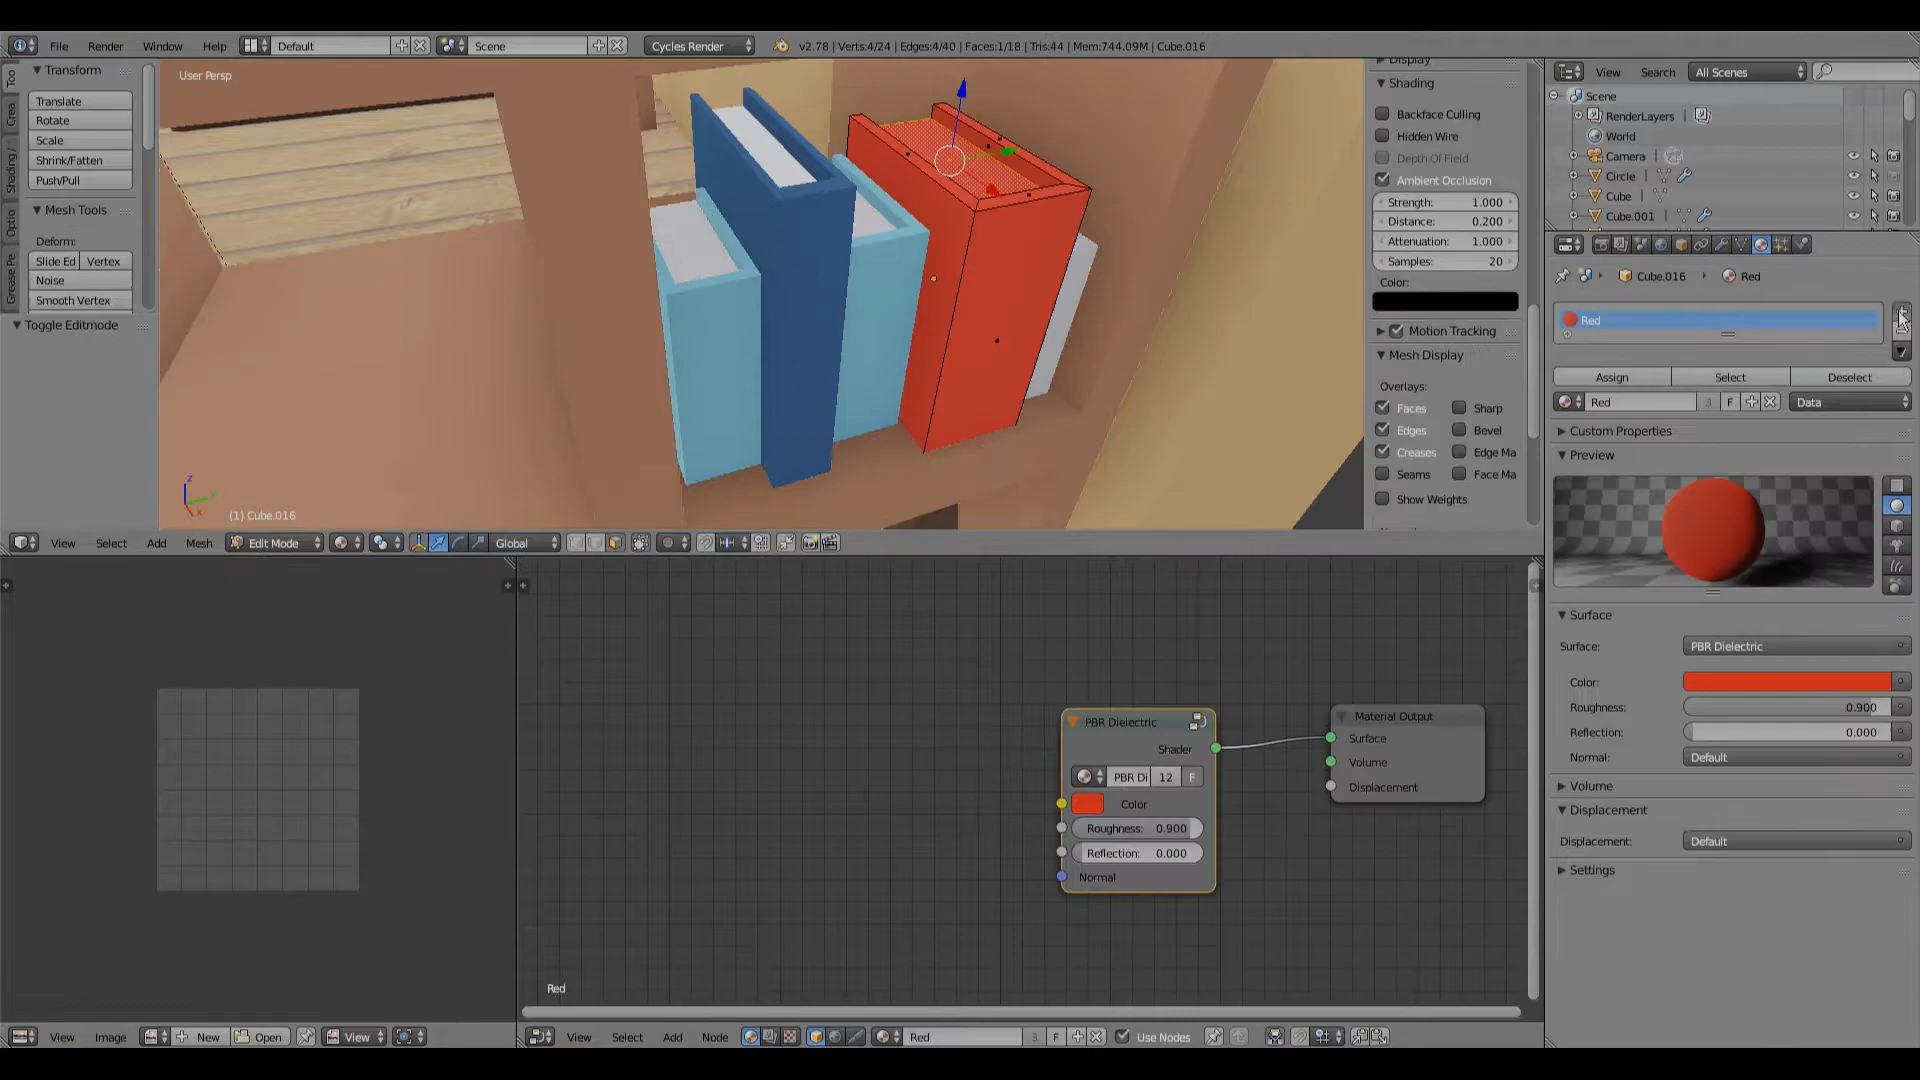 File Render Window Help Default Scene Cycles Render v2.78 | Verts:4/24 | Edges:4/40 | Faces:1/18 | Tris:44 | Mem:744.09M | Cube.016
Too
Crea
Shading /
Optio
Grease Pe
Transform
Translate
Rotate
Scale
Shrink/Fatten
Push/Pull
Mesh Tools
Deform:
Slide Ed Vertex
Noise
Smooth Vertex
Toggle Editmode
User Persp
z
x
(1) Cube.016
Display
Shading
Backface Culling
Hidden Wire
Depth Of Field
Ambient Occlusion
Strength: 1.000
Distance: 0.200
Attenuation: 1.000
Samples: 20
Color:
Motion Tracking
Mesh Display
Overlays:
Faces Sharp
Edges Bevel
Creases Edge Ma
Seams Face Ma
Show Weights
View Select Add Mesh Edit Mode Global
View Search All Scenes
Scene
RenderLayers
World
Camera
Circle
Cube
Cube.001
Cube.016 Red
Red
Assign Select Deselect
Red 3 F Data
Custom Properties
Preview
Surface
Surface: PBR Dielectric
Color:
Roughness: 0.900
Reflection: 0.000
Normal: Default
Volume
Displacement
Displacement: Default
Settings
PBR Dielectric
Shader
PBR Di 12 F
Color
Roughness: 0.900
Reflection: 0.000
Normal
Material Output
Surface
Volume
Displacement
Red
View Image New Open View
View Select Add Node Red 3 F Use Nodes